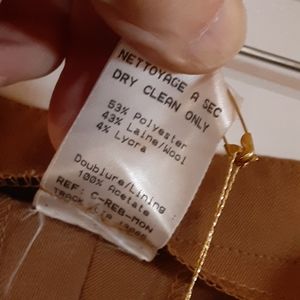 NETTOYAGE A SEC
DRY CLEAN ONLY
53% Polyester
43% Laine/Wool
4% Lycra
Doublure/Lining
100% Acetate
REF: C-REB-MON